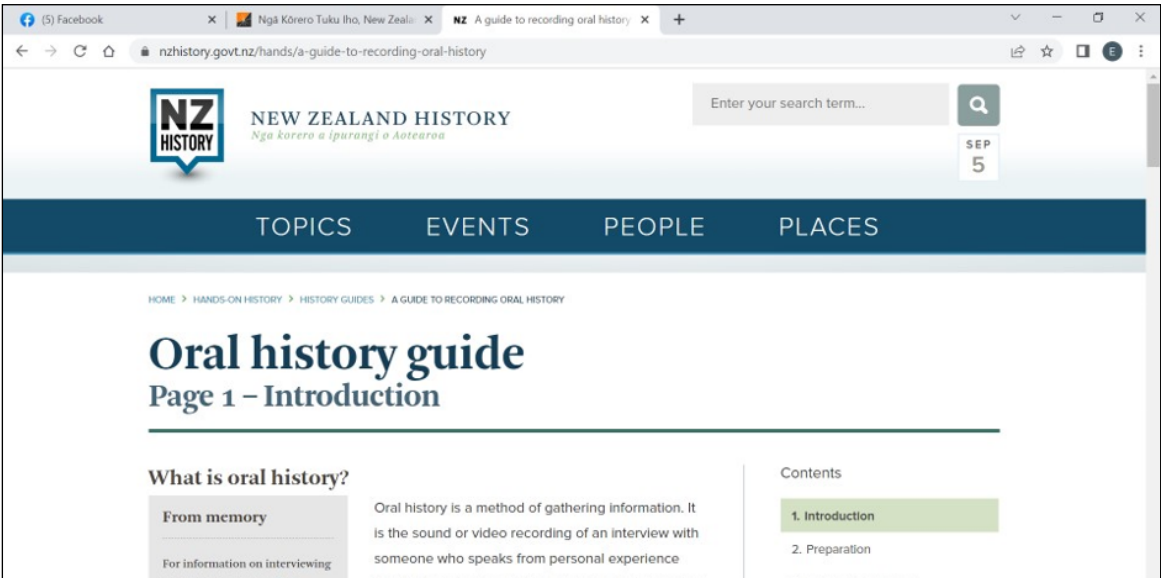 (5) Facebook
Ngā Kōrero Tuku Iho, New Zeala
NZ A guide to recording oral history
nzhistory.govt.nz/hands/a-guide-to-recording-oral-history
E
NZ
HISTORY
NEW ZEALAND HISTORY
Nga korero a ipurangi o Aotearoa
Enter your search term...
SEP
5
TOPICS EVENTS PEOPLE PLACES
HOME > HANDS-ON HISTORY > HISTORY GUIDES > A GUIDE TO RECORDING ORAL HISTORY
Oral history guide
Page 1 – Introduction
What is oral history?
From memory
For information on interviewing
Oral history is a method of gathering information. It
is the sound or video recording of an interview with
someone who speaks from personal experience
Contents
1. Introduction
2. Preparation